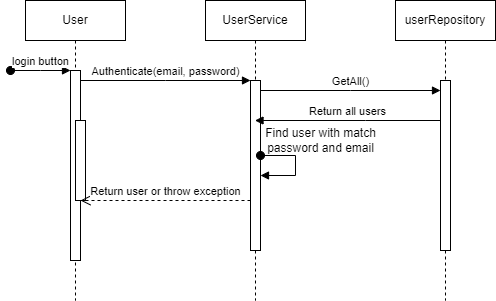 User
UserService
userRepository
login button
Authenticate(email, password)
GetAll()
Return all users
Find user with match
password and email
Return user or throw exception